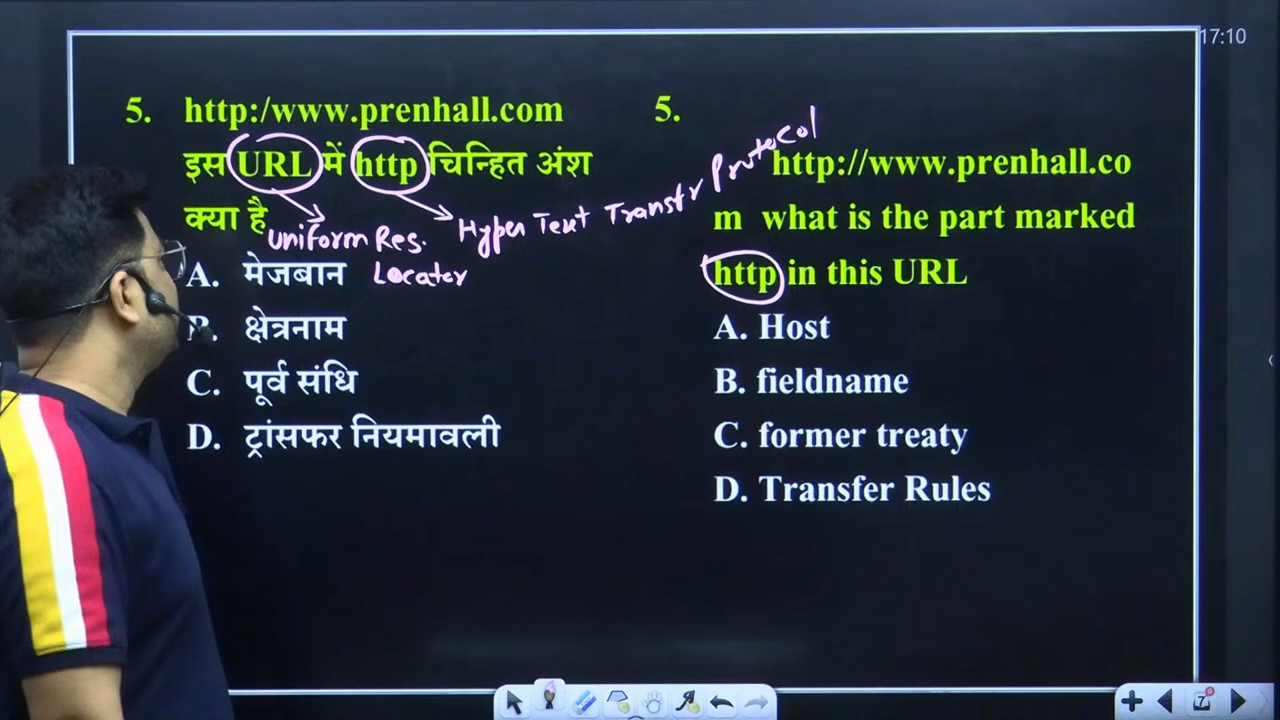 17:10
5. http:/www.prenhall.com
इस URL में http चिन्हित अंश
क्या है
Uniform Res.
Locater
Hyper Text Transfr Protocol
A. मेजबान
B. क्षेत्रनाम
C. पूर्व संधि
D. ट्रांसफर नियमावली
5.
http://www.prenhall.co
m what is the part marked
http in this URL
A. Host
B. fieldname
C. former treaty
D. Transfer Rules